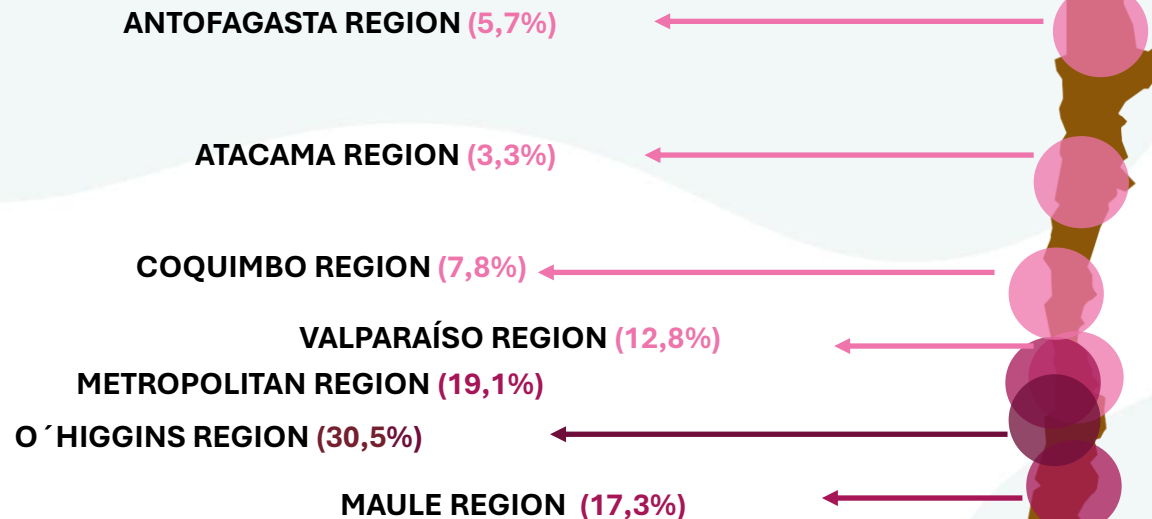 ANTOFAGASTA REGION (5,7%)
ATACAMA REGION (3,3%)
COQUIMBO REGION (7,8%)
VALPARAÍSO REGION (12,8%)
METROPOLITAN REGION (19,1%)
O´HIGGINS REGION (30,5%)
MAULE REGION (17,3%)